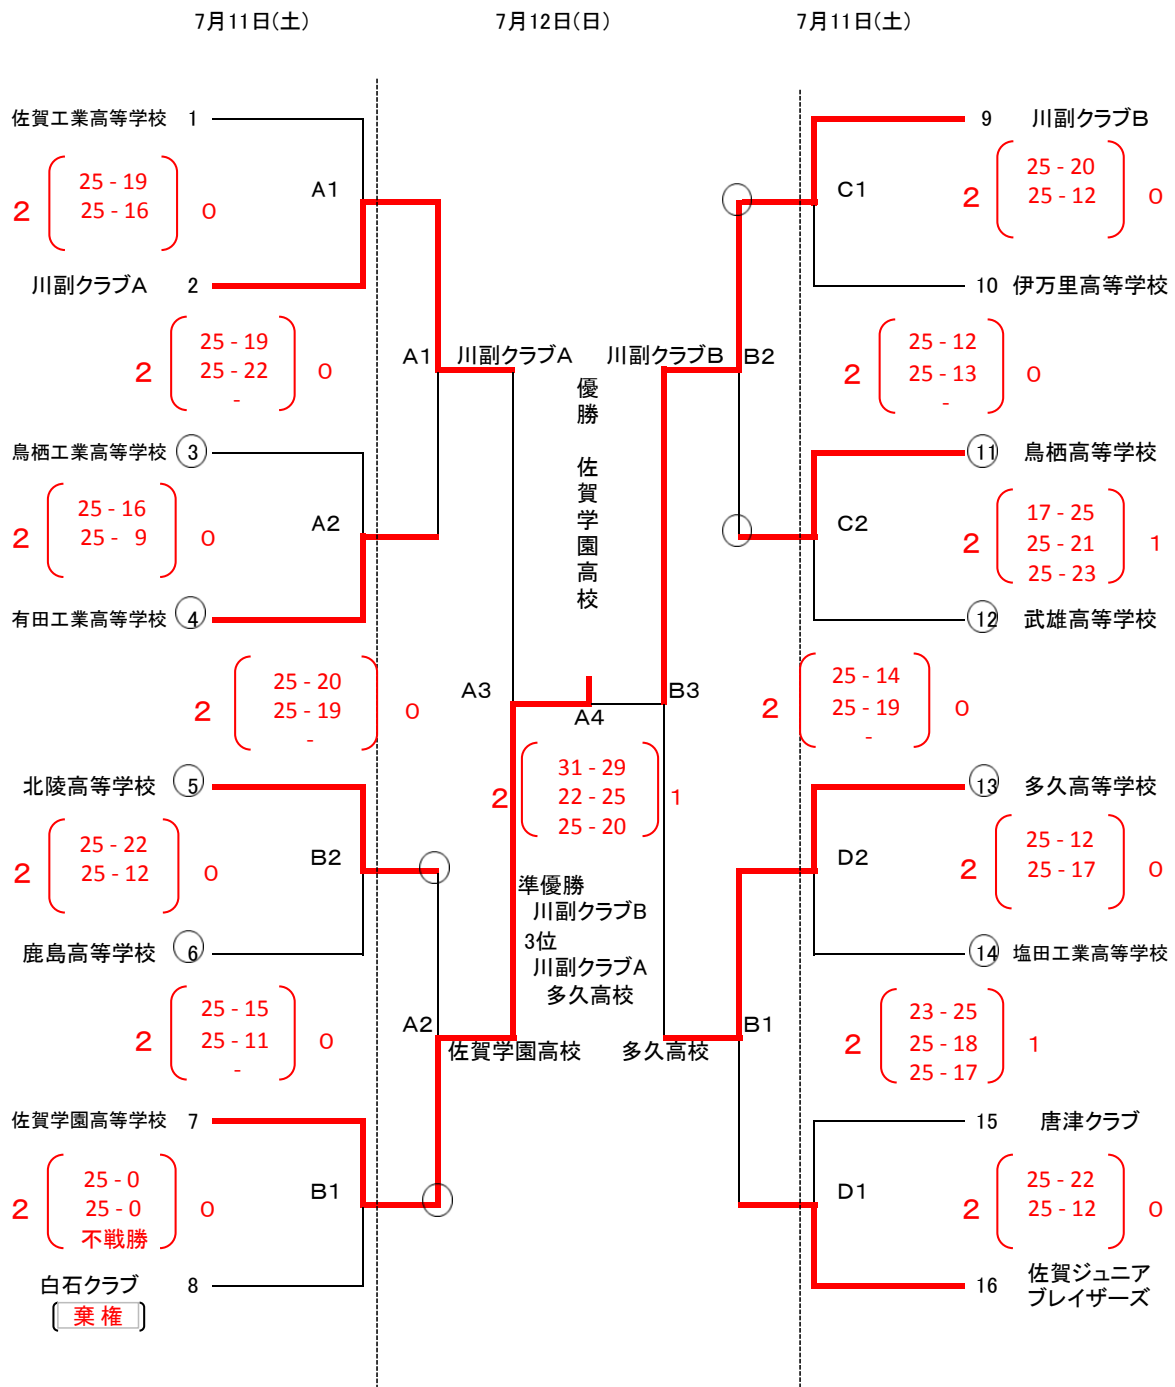 7月11日(土)
7月12日(日)
7月11日(土)
佐賀工業高等学校 1
2 25 - 19 0
25 - 16
A1
川副クラブA 2
2 25 - 19 0
25 - 22
-
A1
川副クラブA
鳥栖工業高等学校 3
2 25 - 16 0
25 - 9
A2
有田工業高等学校 4
2 25 - 20 0
25 - 19
-
A3
北陵高等学校 5
2 25 - 22 0
25 - 12
B2
鹿島高等学校 6
2 25 - 15 0
25 - 11
-
A2
佐賀学園高校
佐賀学園高等学校 7
2 25 - 0 0
25 - 0
不戦勝
B1
白石クラブ 8
棄権
優勝 佐賀学園高校
A4
2 31 - 29 1
22 - 25
25 - 20
準優勝
川副クラブB
3位
川副クラブA
多久高校
9 川副クラブB
C1
2 25 - 20 0
25 - 12
10 伊万里高等学校
川副クラブB
B2
2 25 - 12 0
25 - 13
-
11 鳥栖高等学校
C2
2 17 - 25 1
25 - 21
25 - 23
12 武雄高等学校
B3
2 25 - 14 0
25 - 19
-
13 多久高等学校
D2
2 25 - 12 0
25 - 17
14 塩田工業高等学校
多久高校
B1
2 23 - 25 1
25 - 18
25 - 17
15 唐津クラブ
D1
2 25 - 22 0
25 - 12
16 佐賀ジュニア
ブレイザーズ